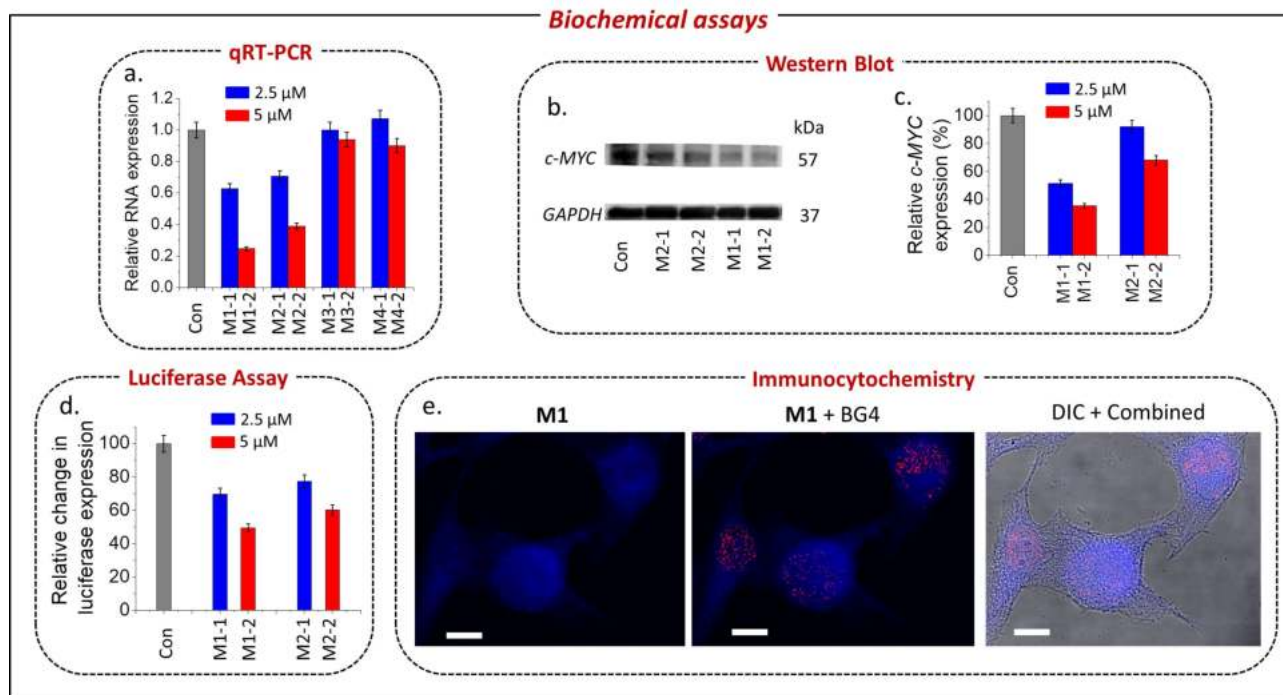 Biochemical assays
qRT-PCR
a.
2.5 μM
5 μM
Relative RNA expression
1.2
1.0
0.8
0.6
0.4
0.2
0.0
Con
M1-1
M1-2
M2-1
M2-2
M3-1
M3-2
M4-1
M4-2
Western Blot
b.
kDa
c-MYC
57
GAPDH
37
Con
M2-1
M2-2
M1-1
M1-2
c.
2.5 μM
5 μM
Relative c-MYC
expression (%)
100
80
60
40
20
0
Con
M1-1
M1-2
M2-1
M2-2
Luciferase Assay
d.
2.5 μM
5 μM
Relative change in
luciferase expression
100
80
60
40
20
0
Con
M1-1
M1-2
M2-1
M2-2
Immunocytochemistry
e.
M1
M1 + BG4
DIC + Combined